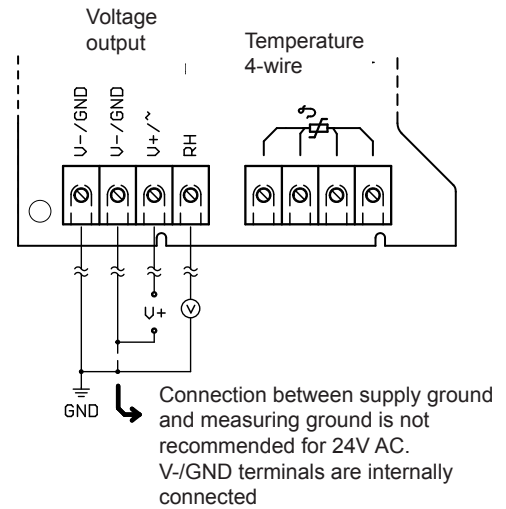 Voltage
output
Temperature
4-wire
V-/GND
V-/GND
V+/~
RH
V+
V
GND
Connection between supply ground
and measuring ground is not
recommended for 24V AC.
V-/GND terminals are internally
connected